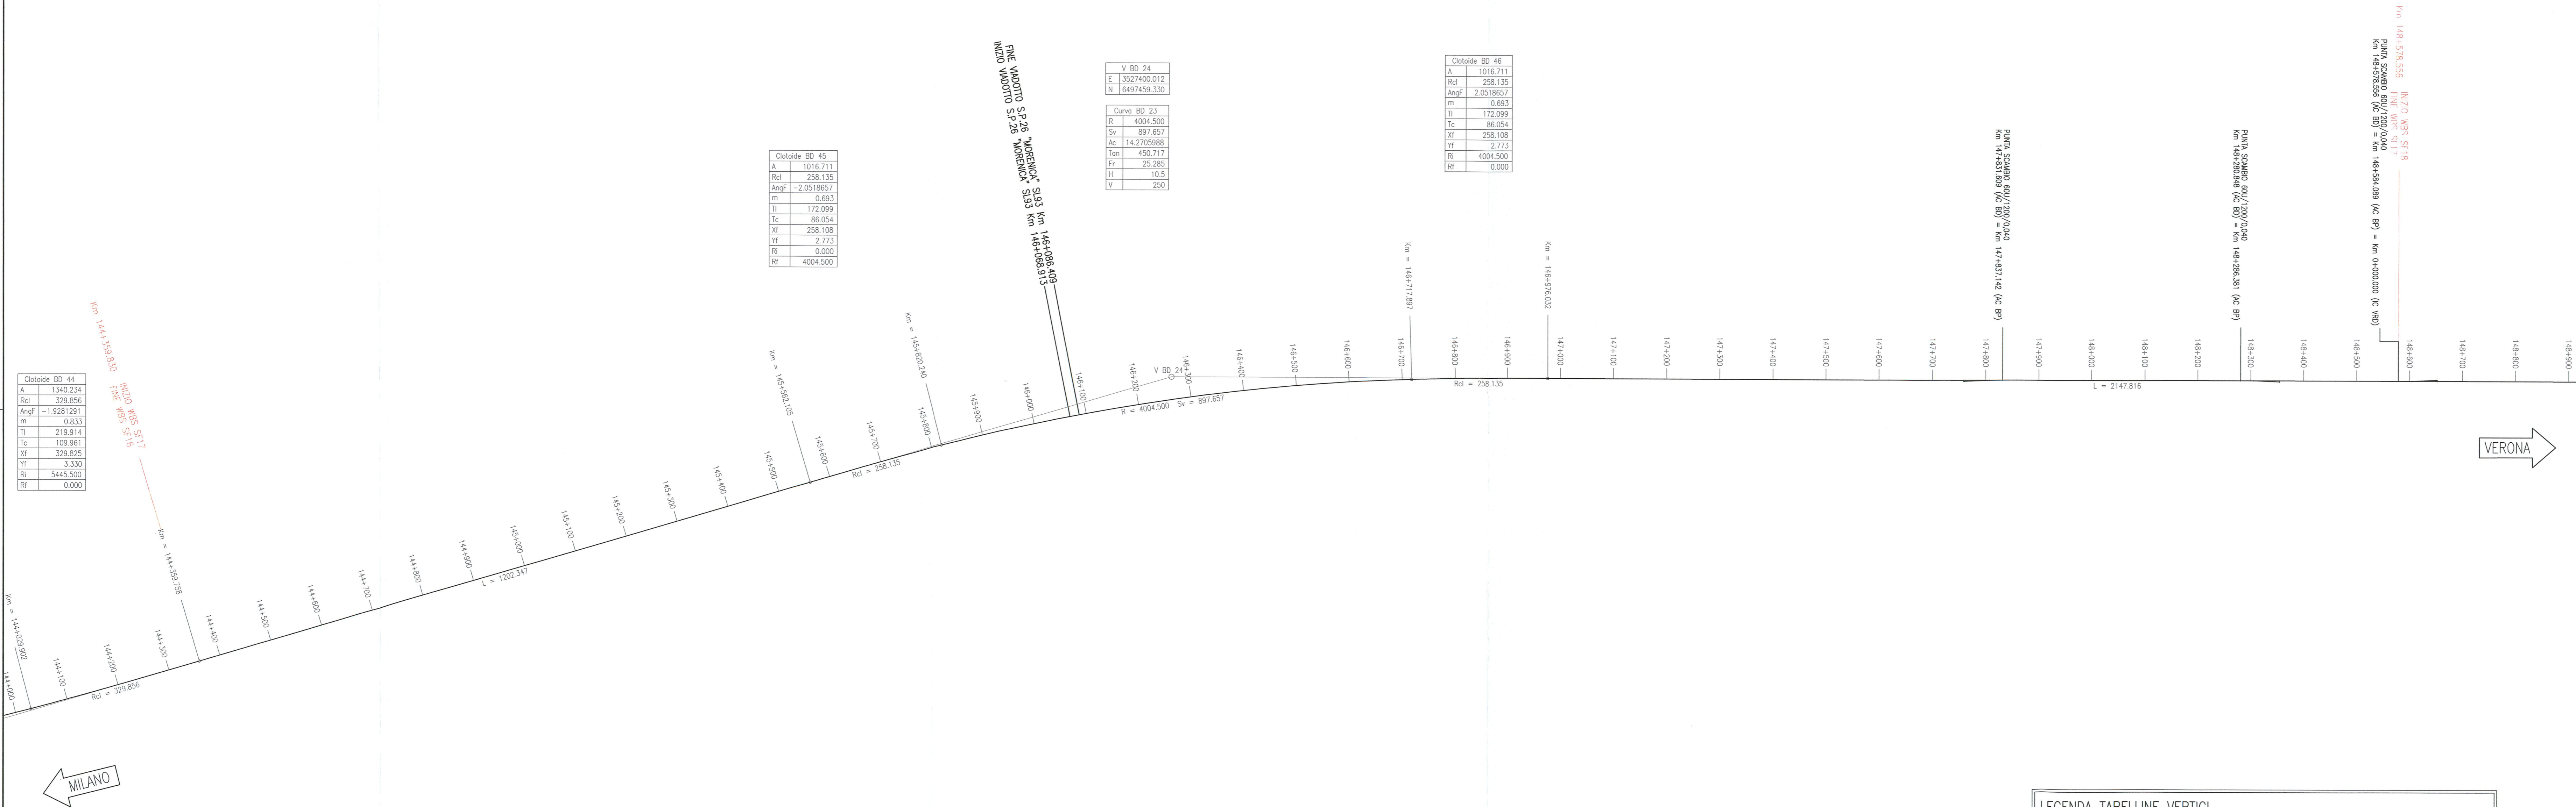 Km 144+359.830
INIZIO WBS SF17
FINE WBS SF16
FINE VIADOTTO S.P.26 "MORENICA" SL93 Km 146+086.409
INIZIO VIADOTTO S.P.26 "MORENICA" SL93 Km 146+068.913
Km 148+578.556
INIZIO WBS SF18
FINE WBS SF17
PUNTA SCAMBIO 60U/1200/0,040
Km 148+578.556 (AC BD) = Km 148+584.089 (AC BP) = Km 0+000.000 (IC VRD)
PUNTA SCAMBIO 60U/1200/0,040
Km 147+831.609 (AC BD) = Km 147+837.142 (AC BP)
PUNTA SCAMBIO 60U/1200/0,040
Km 148+280.848 (AC BD) = Km 148+286.381 (AC BP)
Clotoide BD 44
A 1340.234
Rcl 329.856
AngF -1.9281291
m 0.833
Tl 219.914
Tc 109.961
Xf 329.825
Yf 3.330
Ri 5445.500
Rf 0.000
Clotoide BD 45
A 1016.711
Rcl 258.135
AngF -2.0518657
m 0.693
Tl 172.099
Tc 86.054
Xf 258.108
Yf 2.773
Ri 0.000
Rf 4004.500
V BD 24
E 3527400.012
N 6497459.330
Curva BD 23
R 4004.500
Sv 897.657
Ac 14.2705988
Tan 450.717
Fr 25.285
H 10.5
V 250
Clotoide BD 46
A 1016.711
Rcl 258.135
AngF 2.0518657
m 0.693
Tl 172.099
Tc 86.054
Xf 258.108
Yf 2.773
Ri 4004.500
Rf 0.000
Km = 144+029.902
Km = 144+359.758
Km = 145+562.105
Km = 145+820.240
Km = 146+717.897
Km = 146+976.032
144+000
144+100
144+200
144+300
144+400
144+500
144+600
144+700
144+800
144+900
145+000
145+100
145+200
145+300
145+400
145+500
145+600
145+700
145+800
145+900
146+000
146+100
146+200
146+300
146+400
146+500
146+600
146+700
146+800
146+900
147+000
147+100
147+200
147+300
147+400
147+500
147+600
147+700
147+800
147+900
148+000
148+100
148+200
148+300
148+400
148+500
148+600
148+700
148+800
148+900
V BD 24
Rcl = 329.856
L = 1202.347
Rcl = 258.135
R = 4004.500 Sv = 897.657
Rcl = 258.135
L = 2147.816
VERONA
MILANO
LEGENDA TABELLINE VERTICI